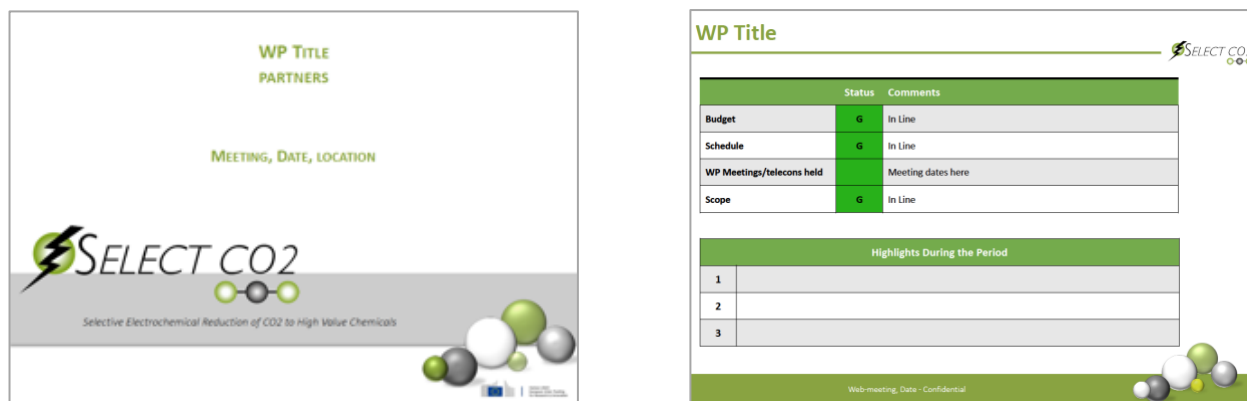 WP TITLE
PARTNERS
MEETING, DATE, LOCATION
SELECT CO2
Selective Electrochemical Reduction of CO2 to High Value Chemicals
WP Title
SELECT CO
Status Comments
Budget G In Line
Schedule G In Line
WP Meetings/telecons held Meeting dates here
Scope G In Line
Highlights During the Period
1
2
3
Web-meeting, Date - Confidential